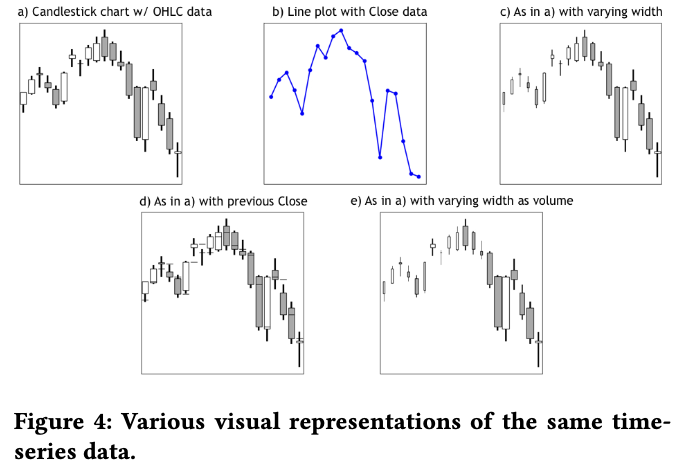 a) Candlestick chart w/ OHLC data
b) Line plot with Close data
c) As in a) with varying width
d) As in a) with previous Close
e) As in a) with varying width as volume
Figure 4: Various visual representations of the same time-
series data.